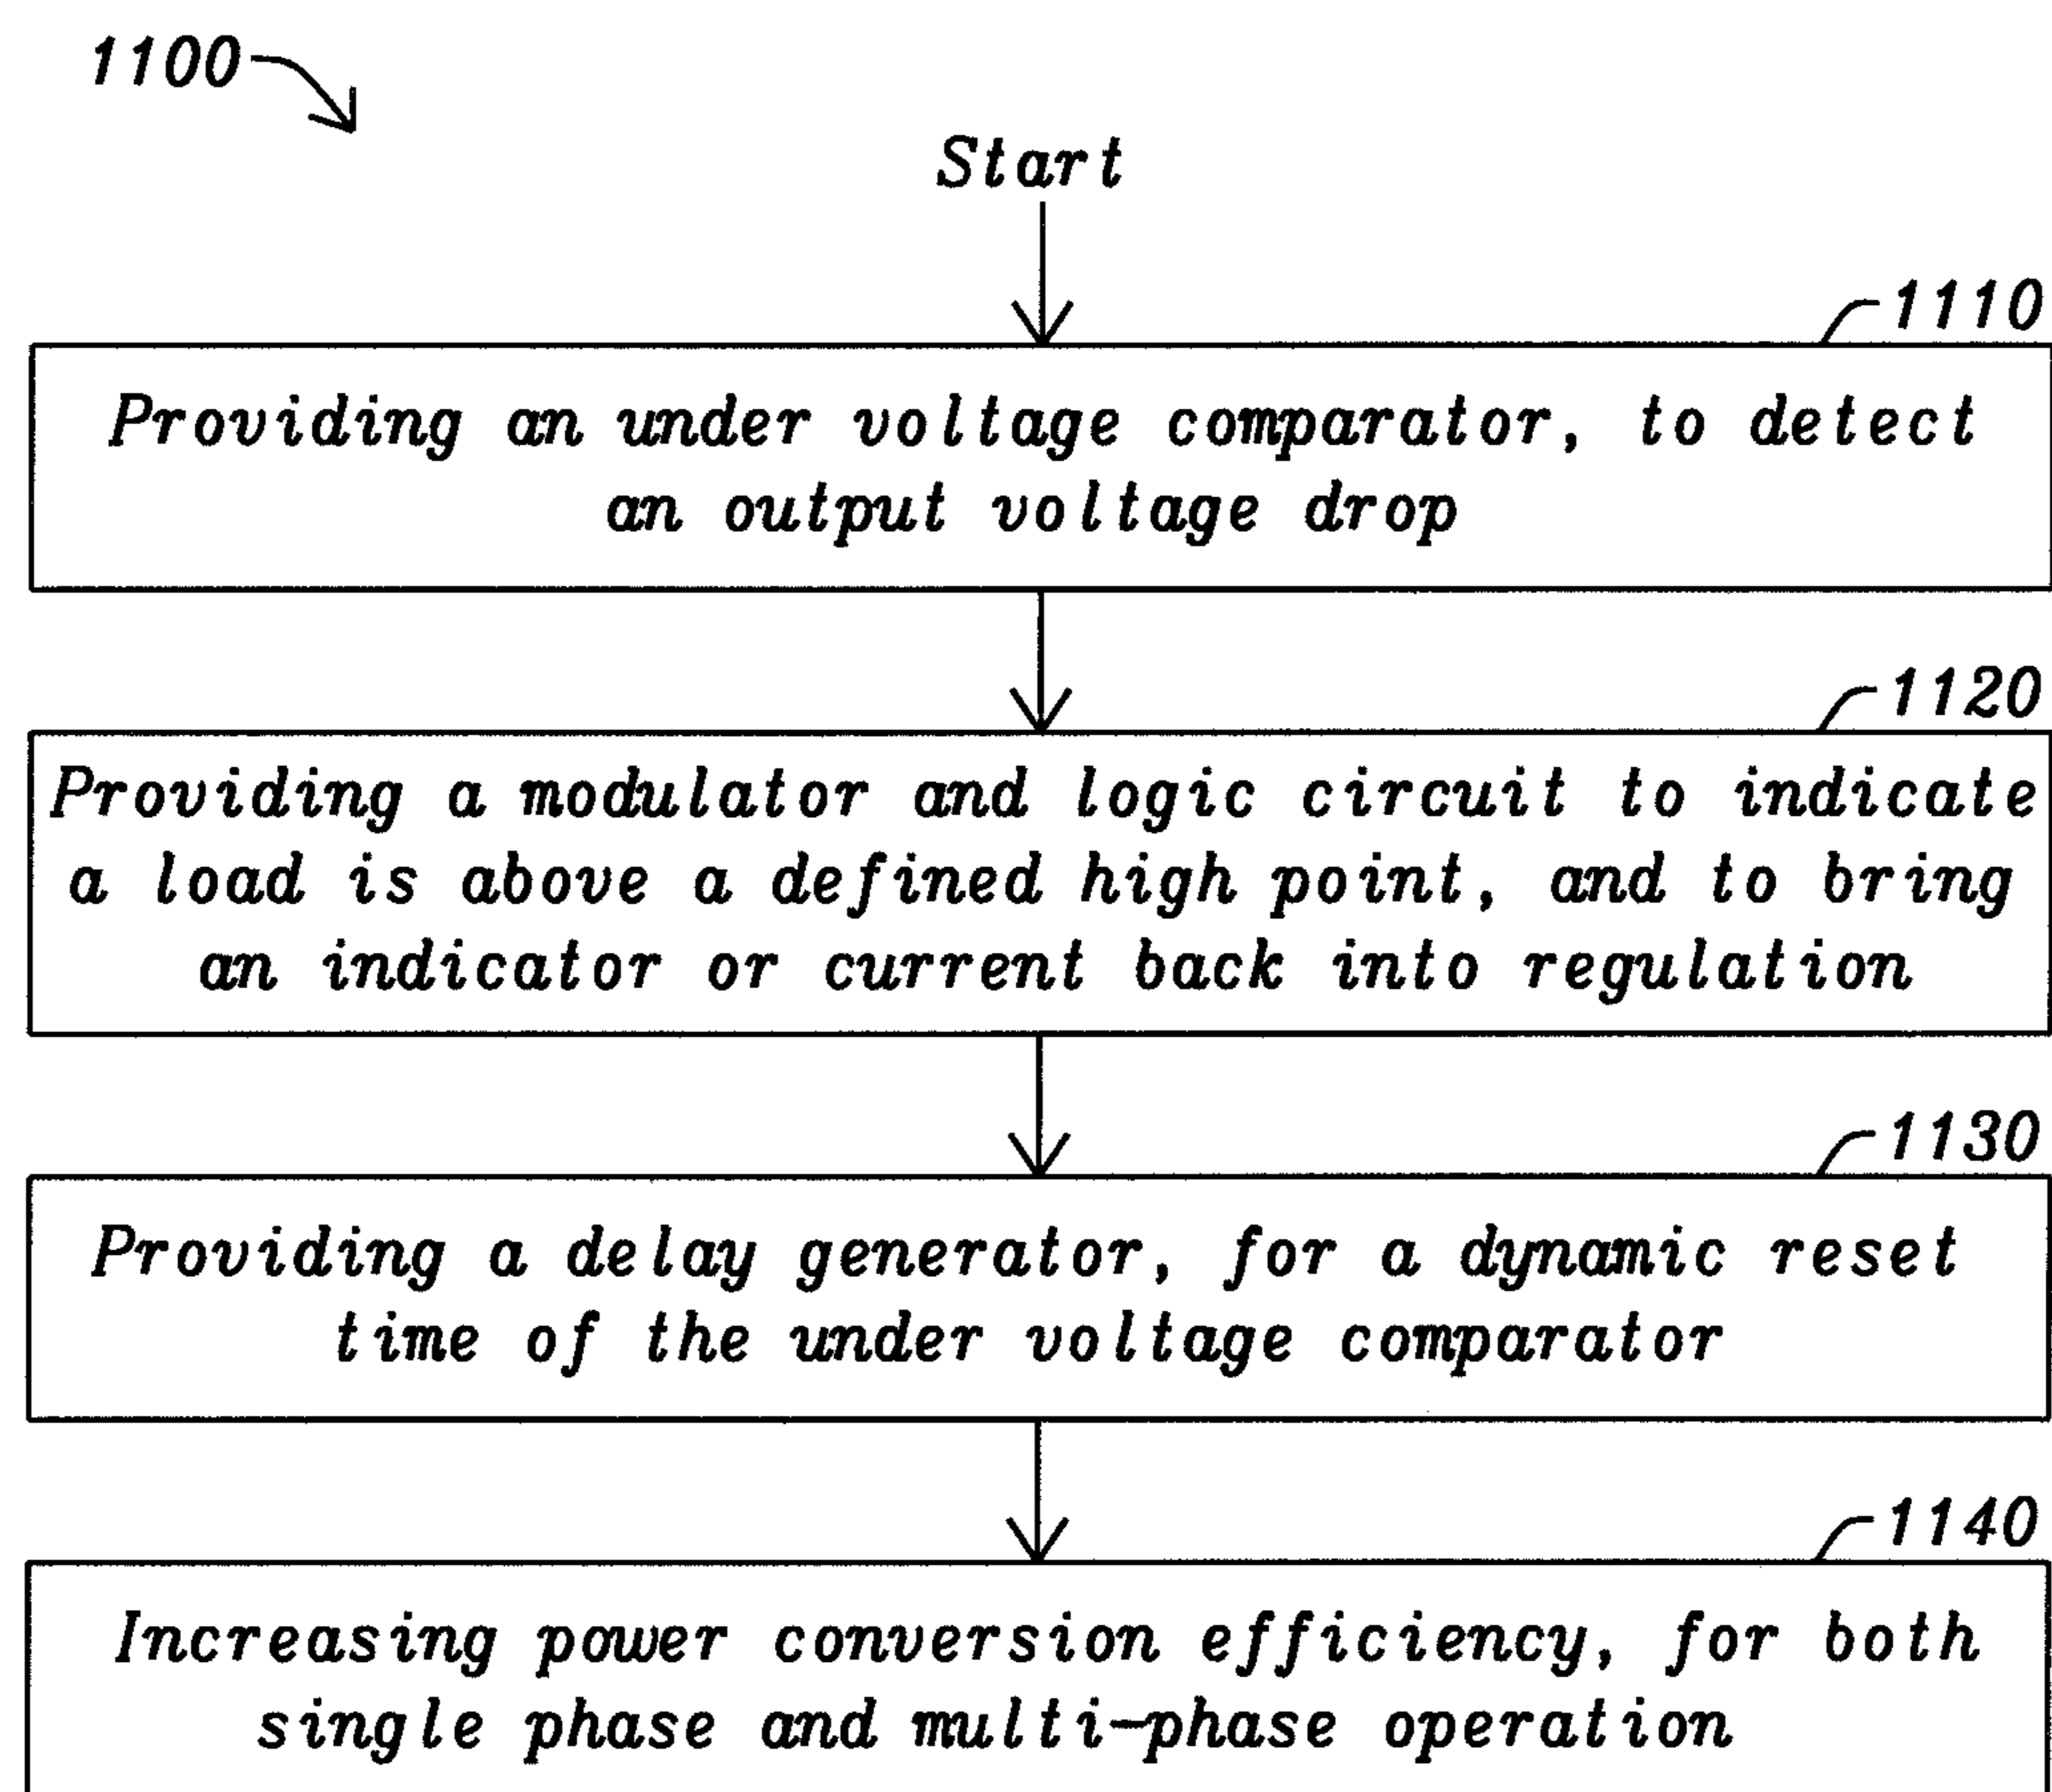 1100
Start
1110
Providing an under voltage comparator, to detect
an output voltage drop
1120
Providing a modulator and logic circuit to indicate
a load is above a defined high point, and to bring
an indicator or current back into regulation
1130
Providing a delay generator, for a dynamic reset
time of the under voltage comparator
1140
Increasing power conversion efficiency, for both
single phase and multi-phase operation